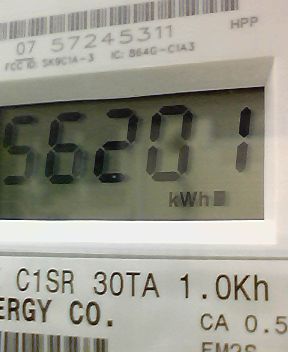 HPP
07 57245311
FCC ID: SK9C1A-3 IC: 864G-C1A3
56201
kWh
C1SR 30TA 1.0Kh
ERGY CO.
CA 0.5
EM2S